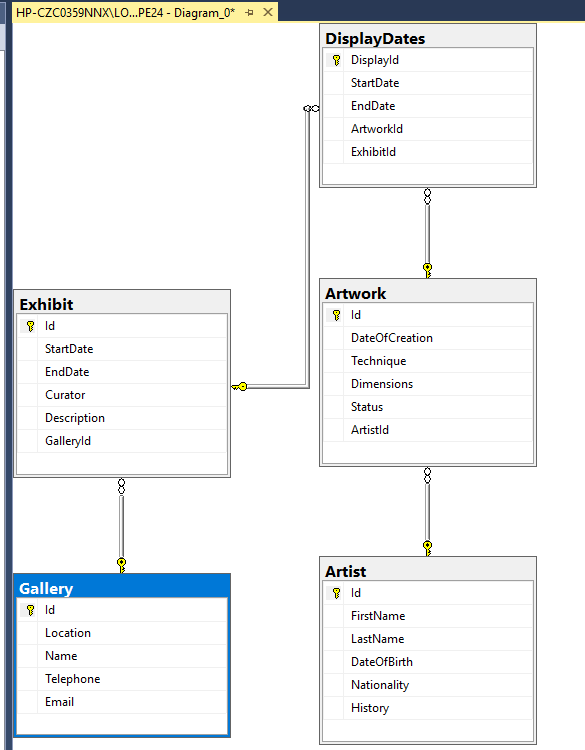 HP-CZC0359NNX\LO...PE24 - Diagram_0*
DisplayDates
DisplayId
StartDate
EndDate
ArtworkId
ExhibitId
Exhibit
Id
StartDate
EndDate
Curator
Description
GalleryId
Artwork
Id
DateOfCreation
Technique
Dimensions
Status
ArtistId
Gallery
Id
Location
Name
Telephone
Email
Artist
Id
FirstName
LastName
DateOfBirth
Nationality
History